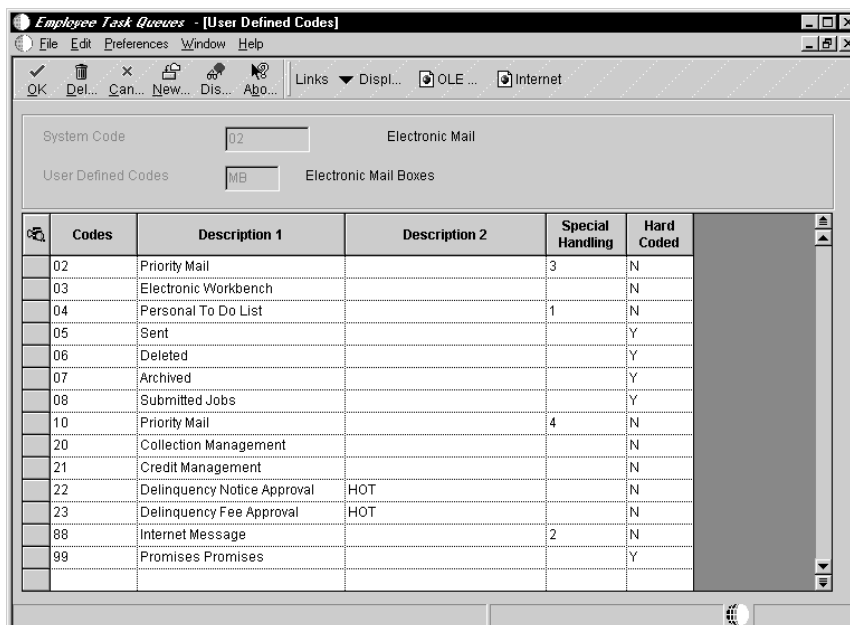 Employee Task Queues - [User Defined Codes]
File Edit Preferences Window Help
OK Del... Can... New... Dis... Abo... Links Displ... OLE ... Internet
System Code 02 Electronic Mail
User Defined Codes MB Electronic Mail Boxes
Codes Description 1 Description 2 Special Handling Hard Coded
02 Priority Mail 3 N
03 Electronic Workbench N
04 Personal To Do List 1 N
05 Sent Y
06 Deleted Y
07 Archived Y
08 Submitted Jobs Y
10 Priority Mail 4 N
20 Collection Management N
21 Credit Management N
22 Delinquency Notice Approval HOT N
23 Delinquency Fee Approval HOT N
88 Internet Message 2 N
99 Promises Promises Y